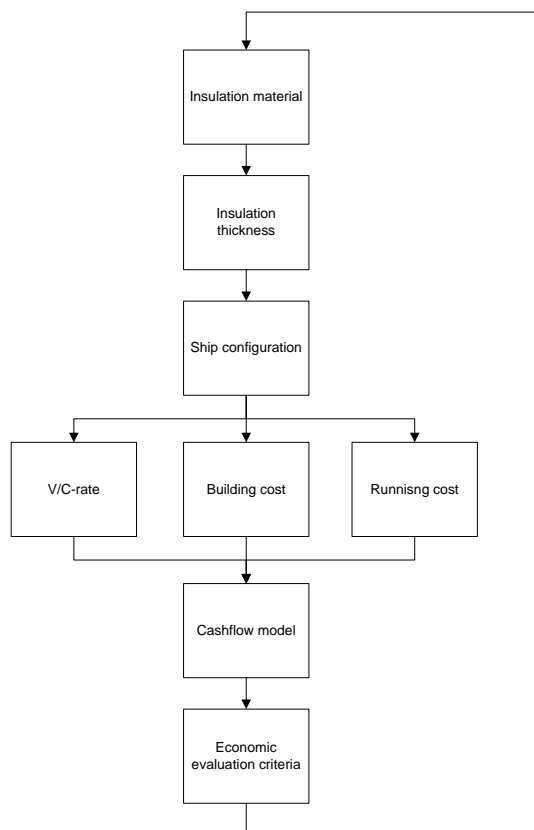 Insulation material
Insulation
thickness
Ship configuration
V/C-rate
Building cost
Runnisng cost
Cashflow model
Economic
evaluation criteria